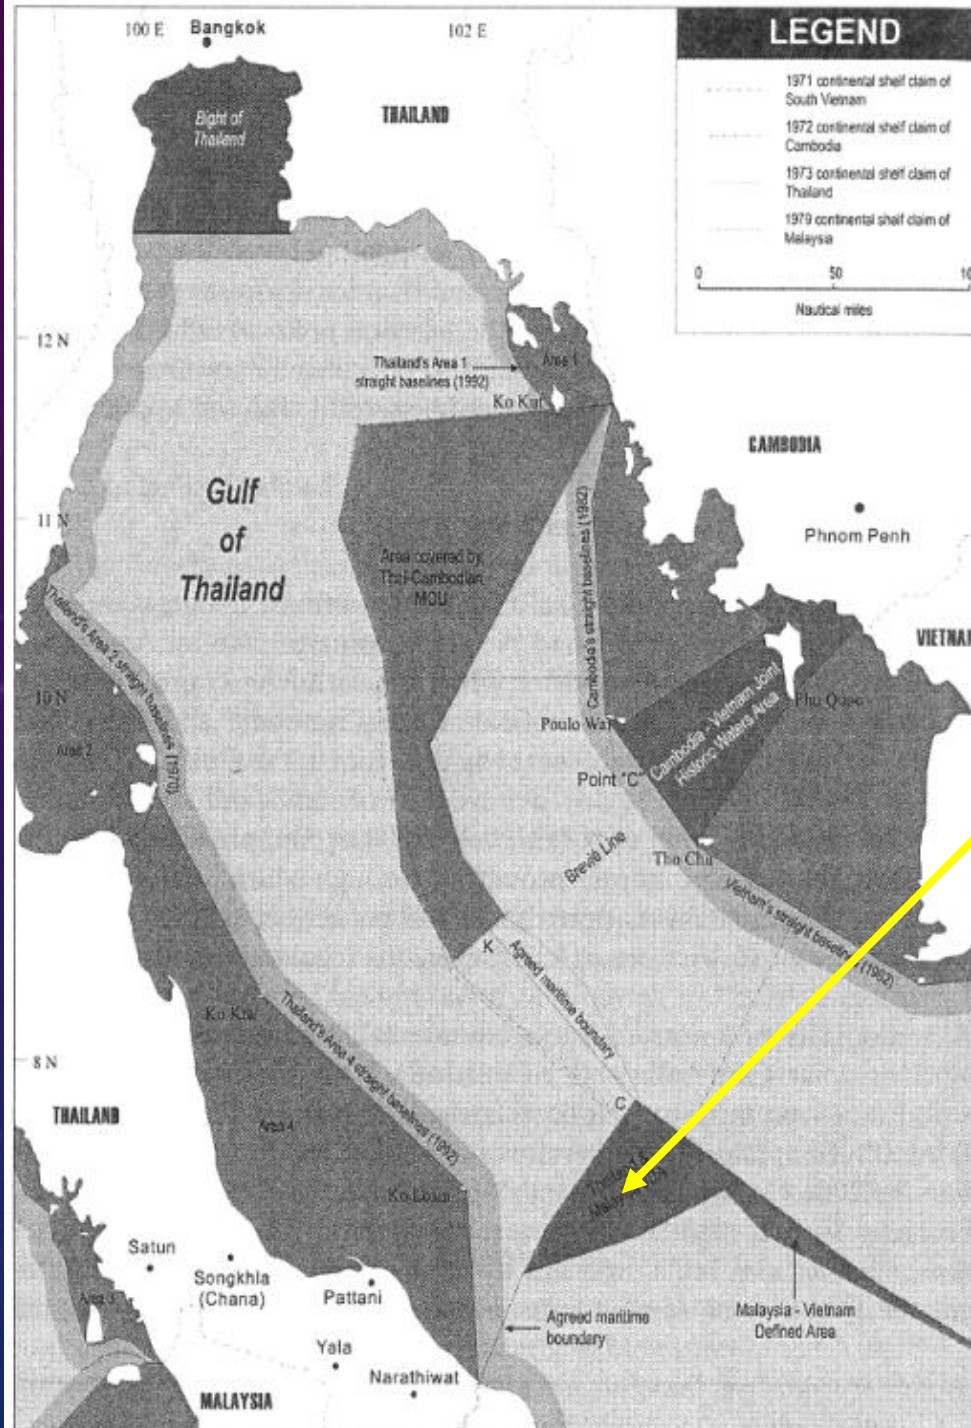 100 E
Bangkok
102 E
LEGEND
1971 continental shelf claim of
South Vietnam
1972 continental shelf claim of
Cambodia
1973 continental shelf claim of
Thailand
1979 continental shelf claim of
Malaysia
0
50
10
Nautical miles
Bight of
Thailand
THAILAND
12 N
Thailand's Area 1
straight baselines (1992)
Area 1
Ko Kut
CAMBODIA
Gulf
of
Thailand
11 N
Phnom Penh
Area covered by
Thai-Cambodian
MOU
Cambodia's straight baselines (1982)
Thailand's Area 2 straight baselines (1970)
VIETNAM
10 N
Phu Quoc
Area 2
Poulo Wai
Cambodia - Vietnam Joint
Historic Waters Area
Point "C"
Brevié Line
Tho Chu
Vietnam's straight baselines (1982)
K
Agreed maritime boundary
Ko Kra
Thailand's Area 4 straight baselines (1992)
8 N
THAILAND
C
Area 4
Ko Losin
Satun
Songkhla
(Chana)
Pattani
Area 3
Malaysia - Vietnam
Defined Area
Agreed maritime
boundary
Yala
Narathiwat
MALAYSIA